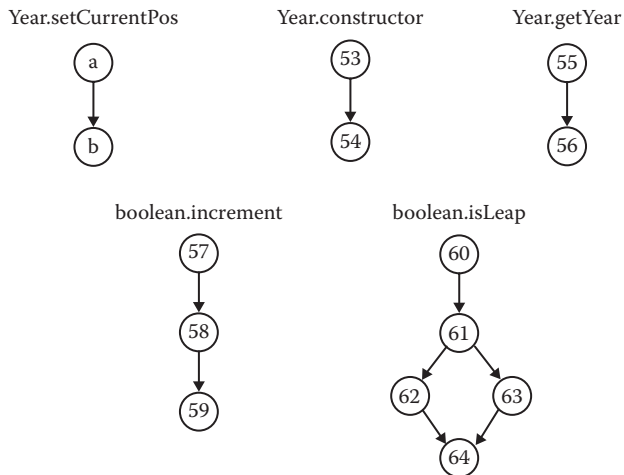 Year.setCurrentPos Year.constructor Year.getYear
a 53 55
b 54 56
boolean.increment boolean.isLeap
57 60
58 61
62 63
59
64